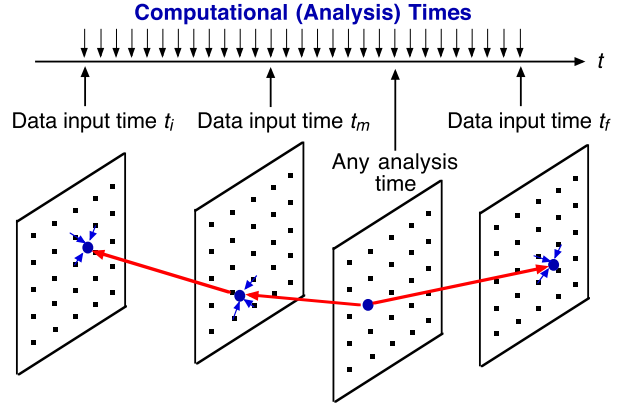 Computational (Analysis) Times
t
Data input time ti
Data input time tm
Data input time tf
Any analysis
time